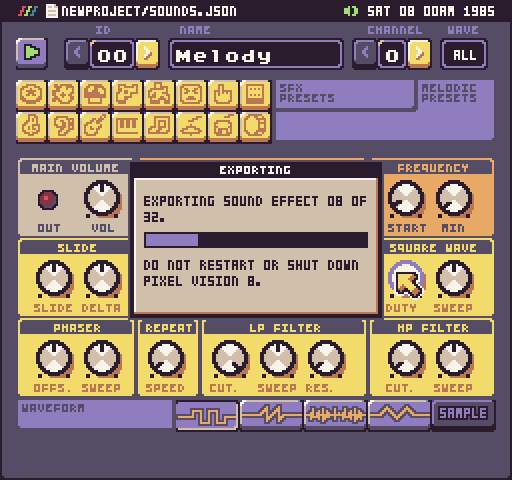 NEWPROJECT/SOUNDS.JSON
SAT 08 00AM 1985
ID
NAME
CHANNEL
WAVE
00
Melody
0
ALL
SFX
PRESETS
MELODIC
PRESETS
MAIN VOLUME
FREQUENCY
OUT
VOL
START
MIN
EXPORTING
EXPORTING SOUND EFFECT 08 OF
32.
DO NOT RESTART OR SHUT DOWN
PIXEL VISION 8.
SLIDE
SQUARE WAVE
SLIDE
DELTA
DUTY
SWEEP
PHASER
REPEAT
LP FILTER
HP FILTER
OFFS.
SWEEP
SPEED
CUT.
SWEEP
RES.
CUT.
SWEEP
WAVEFORM
SAMPLE